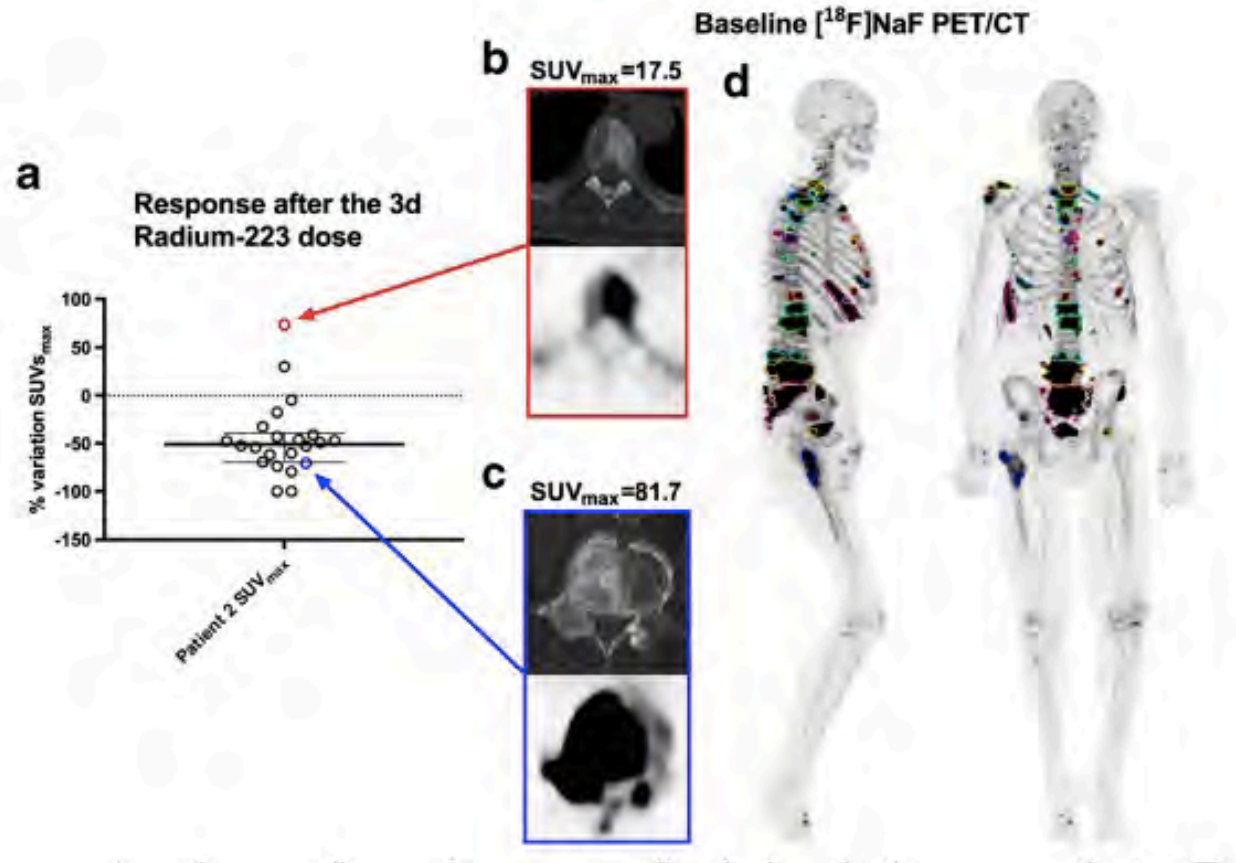 Baseline [¹⁸F]NaF PET/CT
b
SUVmax=17.5
d
a
Response after the 3d
Radium-223 dose
100
50
0
-50
-100
-150
% variation SUVsmax
Patient 2 SUVmax
c
SUVmax=81.7